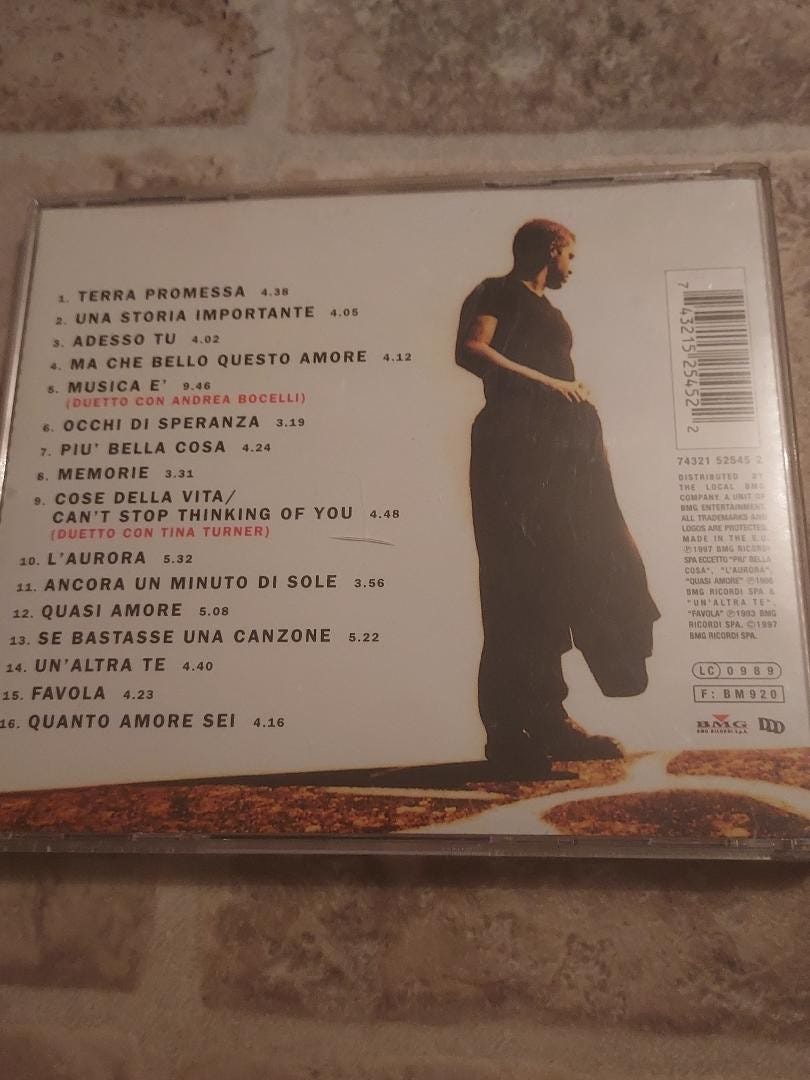 1. TERRA PROMESSA 4.38
2. UNA STORIA IMPORTANTE 4.05
3. ADESSO TU 4.02
4. MA CHE BELLO QUESTO AMORE 4.12
5. MUSICA E' 9.46
(DUETTO CON ANDREA BOCELLI)
6. OCCHI DI SPERANZA 3.19
7. PIU' BELLA COSA 4.24
8. MEMORIE 3.31
9. COSE DELLA VITA/
CAN'T STOP THINKING OF YOU 4.48
(DUETTO CON TINA TURNER)
10. L'AURORA 5.32
11. ANCORA UN MINUTO DI SOLE 3.56
12. QUASI AMORE 5.08
13. SE BASTASSE UNA CANZONE 5.22
14. UN'ALTRA TE 4.40
15. FAVOLA 4.23
16. QUANTO AMORE SEI 4.16
7 43215 25452 2
74321 52545 2
DISTRIBUTED BY
THE LOCAL BMG
COMPANY. A UNIT OF
BMG ENTERTAINMENT.
ALL TRADEMARKS AND
LOGOS ARE PROTECTED.
MADE IN THE E.U.
℗1997 BMG RICORDI
SPA ECCETTO "PIU' BELLA
COSA", "L'AURORA",
"QUASI AMORE" ℗1996
BMG RICORDI SPA &
"UN'ALTRA TE",
"FAVOLA" ℗1993 BMG
RICORDI SPA. ©1997
BMG RICORDI SPA.
LC 0989
F: BM920
BMG DDD
BMG RICORDI S.p.A.